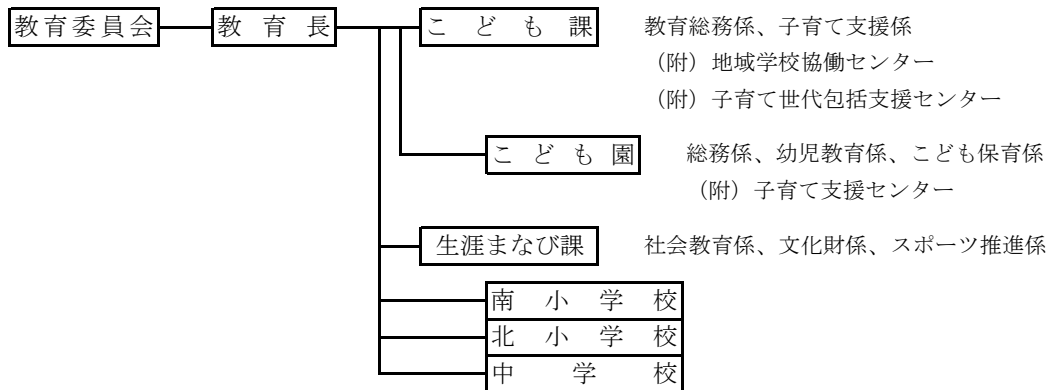 教育委員会 教育長 こども課 教育総務係、子育て支援係
（附）地域学校協働センター
（附）子育て世代包括支援センター
こども園 総務係、幼児教育係、こども保育係
（附）子育て支援センター
生涯まなび課 社会教育係、文化財係、スポーツ推進係
南小学校
北小学校
中学校